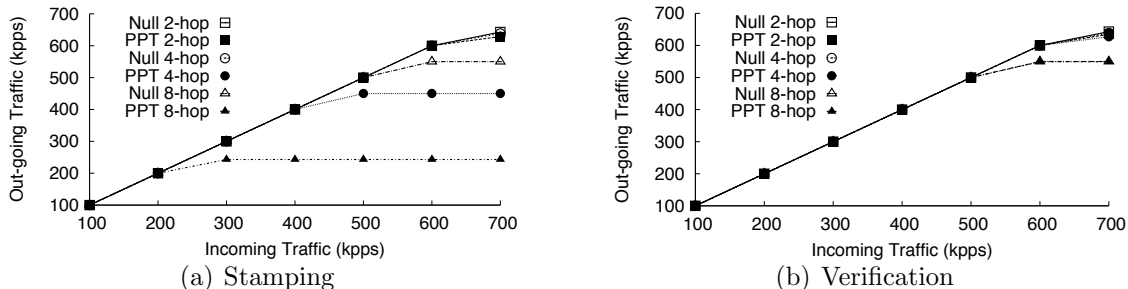 Out-going Traffic (kpps)
600
500
400
300
200
100
Null 2-hop
PPT 2-hop
Null 4-hop
PPT 4-hop
Null 8-hop
PPT 8-hop
100 200 300 400 500 600 700
Incoming Traffic (kpps)
(a) Stamping
Out-going Traffic (kpps)
600
500
400
300
200
100
Null 2-hop
PPT 2-hop
Null 4-hop
PPT 4-hop
Null 8-hop
PPT 8-hop
100 200 300 400 500 600 700
Incoming Traffic (kpps)
(b) Verification